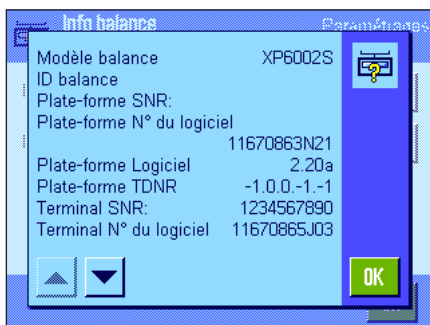 Info balance
Paramétrages
Modèle balance XP6002S
ID balance
Plate-forme SNR:
Plate-forme N° du logiciel
11670863N21
Plate-forme Logiciel 2.20a
Plate-forme TDNR -1.0.0.-1.-1
Terminal SNR: 1234567890
Terminal N° du logiciel 11670865J03
OK